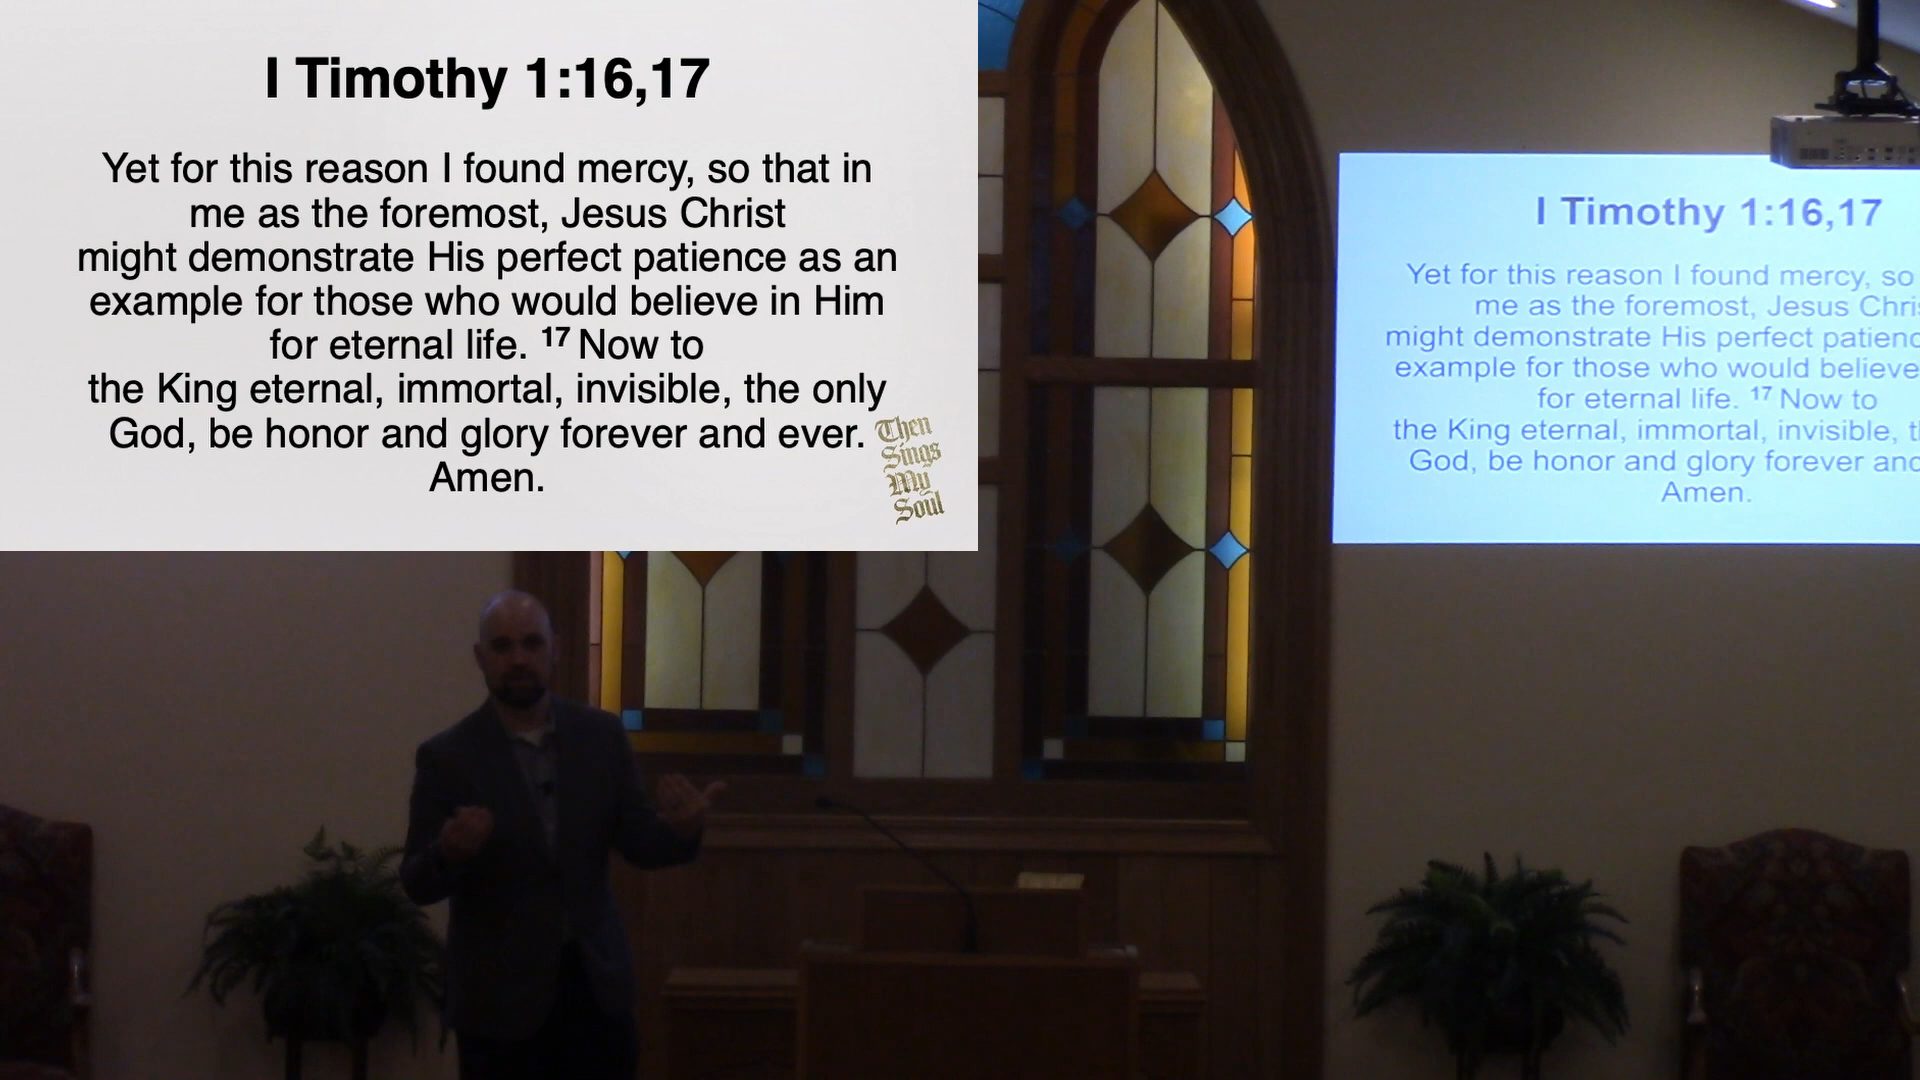 I Timothy 1:16,17
Yet for this reason I found mercy, so that in
me as the foremost, Jesus Christ
might demonstrate His perfect patience as an
example for those who would believe in Him
for eternal life. 17 Now to
the King eternal, immortal, invisible, the only
God, be honor and glory forever and ever.
Amen.
Then
Sings
My
Soul
I Timothy 1:16,17
Yet for this reason I found mercy, so
me as the foremost, Jesus Chris
might demonstrate His perfect patienc
example for those who would believe
for eternal life. 17 Now to
the King eternal, immortal, invisible, t
God, be honor and glory forever and
Amen.